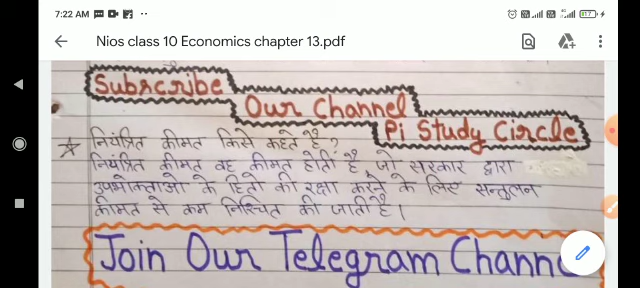 7:22 AM
Nios class 10 Economics chapter 13.pdf
Subscribe
Our Channel
Pi Study Circle
नियंत्रित कीमत किसे कहते है?
नियंत्रित कीमत वह कीमत होती है जो सरकार द्वारा
उपभोक्ताओ के हितो की रक्षा करने के लिए सन्तुलन
कीमत से कम निश्चित की जाती है।
Join Our Telegram Channe